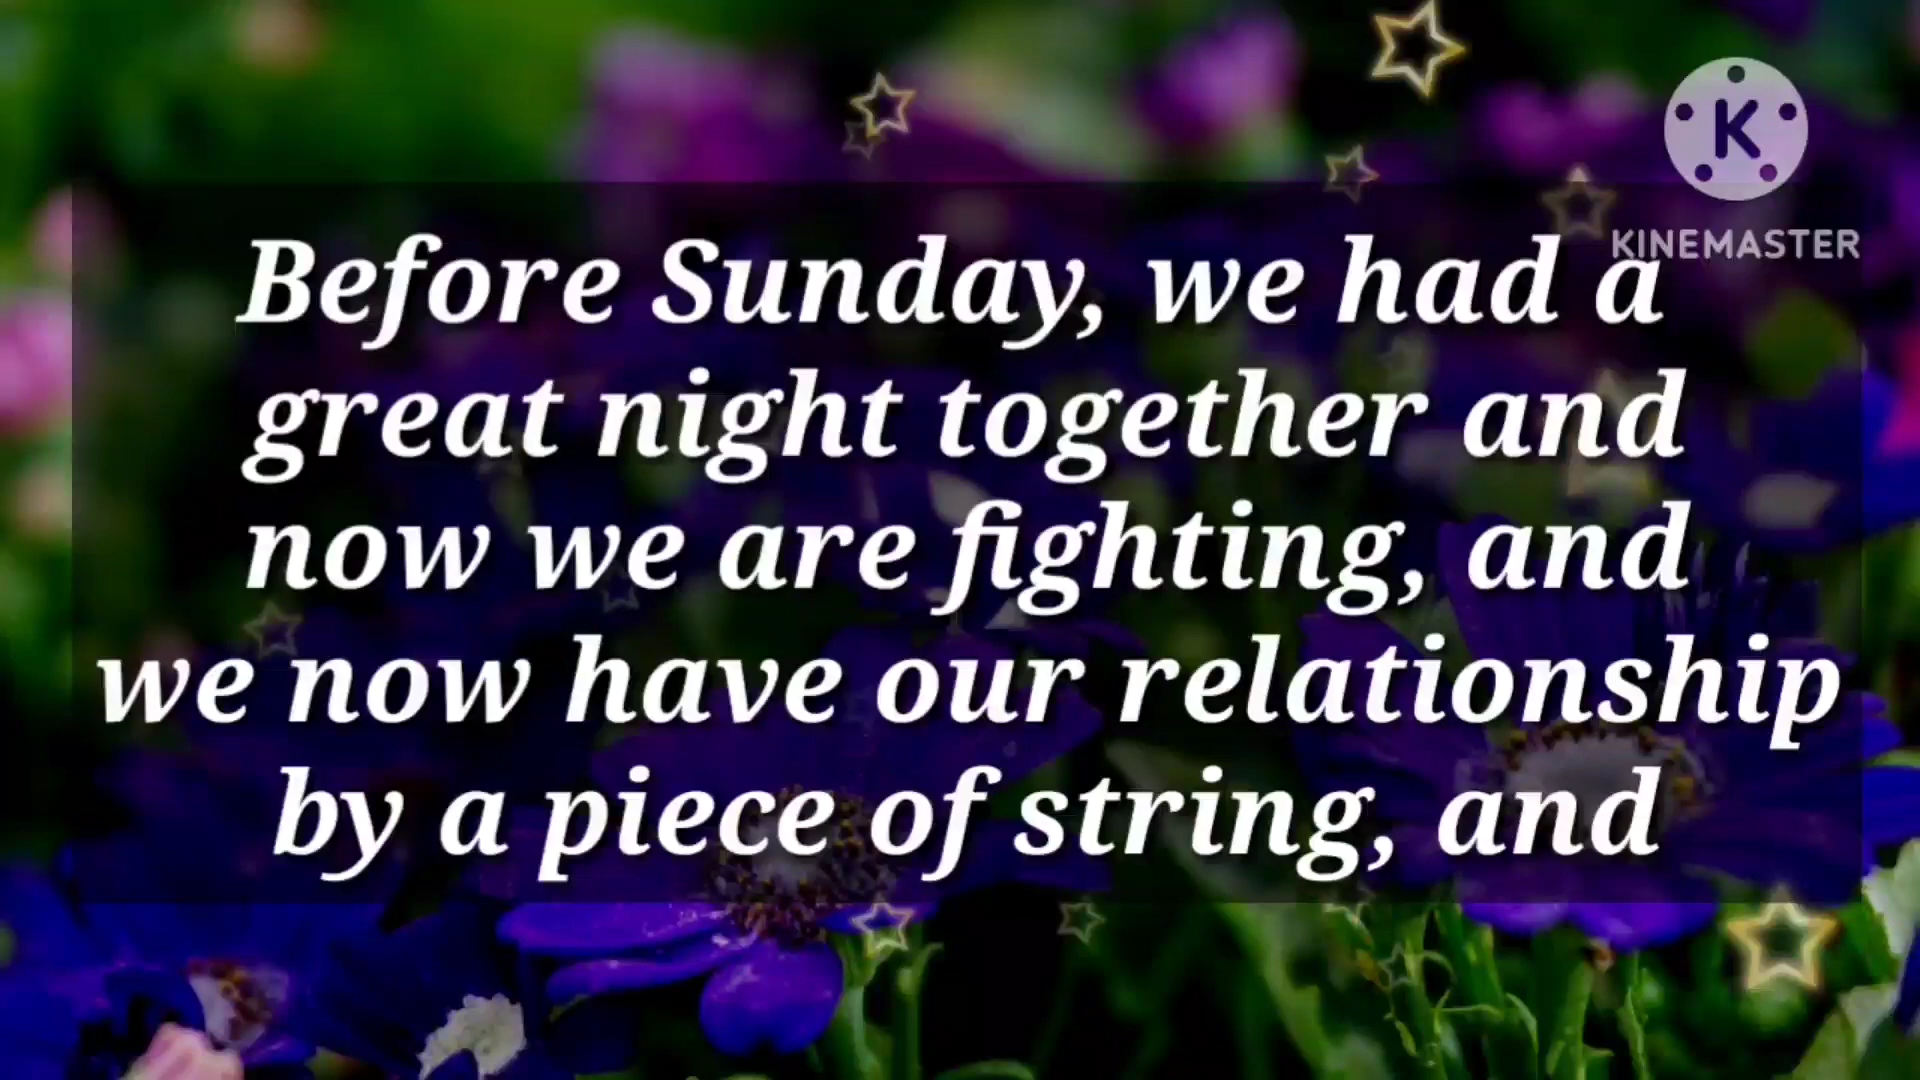 KINEMASTER
Before Sunday, we had a
great night together and
now we are fighting, and
we now have our relationship
by a piece of string, and